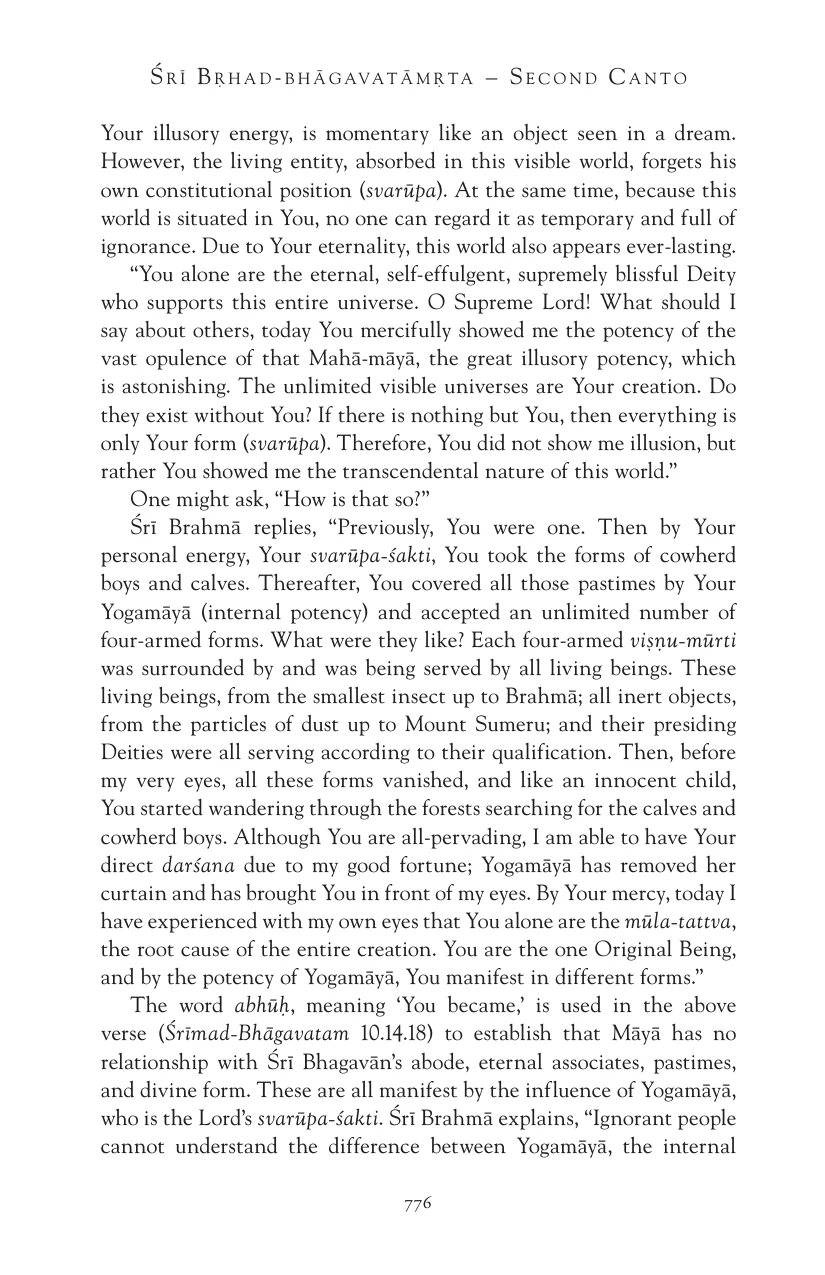 Śrī Bṛhad-bhāgavatāmṛta – Second Canto
Your illusory energy, is momentary like an object seen in a dream.
However, the living entity, absorbed in this visible world, forgets his
own constitutional position (svarūpa). At the same time, because this
world is situated in You, no one can regard it as temporary and full of
ignorance. Due to Your eternality, this world also appears ever-lasting.
“You alone are the eternal, self-effulgent, supremely blissful Deity
who supports this entire universe. O Supreme Lord! What should I
say about others, today You mercifully showed me the potency of the
vast opulence of that Mahā-māyā, the great illusory potency, which
is astonishing. The unlimited visible universes are Your creation. Do
they exist without You? If there is nothing but You, then everything is
only Your form (svarūpa). Therefore, You did not show me illusion, but
rather You showed me the transcendental nature of this world.”
One might ask, “How is that so?”
Śrī Brahmā replies, “Previously, You were one. Then by Your
personal energy, Your svarūpa-śakti, You took the forms of cowherd
boys and calves. Thereafter, You covered all those pastimes by Your
Yogamāyā (internal potency) and accepted an unlimited number of
four-armed forms. What were they like? Each four-armed viṣṇu-mūrti
was surrounded by and was being served by all living beings. These
living beings, from the smallest insect up to Brahmā; all inert objects,
from the particles of dust up to Mount Sumeru; and their presiding
Deities were all serving according to their qualification. Then, before
my very eyes, all these forms vanished, and like an innocent child,
You started wandering through the forests searching for the calves and
cowherd boys. Although You are all-pervading, I am able to have Your
direct darśana due to my good fortune; Yogamāyā has removed her
curtain and has brought You in front of my eyes. By Your mercy, today I
have experienced with my own eyes that You alone are the mūla-tattva,
the root cause of the entire creation. You are the one Original Being,
and by the potency of Yogamāyā, You manifest in different forms.”
The word abhūḥ, meaning ‘You became,’ is used in the above
verse (Śrīmad-Bhāgavatam 10.14.18) to establish that Māyā has no
relationship with Śrī Bhagavān’s abode, eternal associates, pastimes,
and divine form. These are all manifest by the influence of Yogamāyā,
who is the Lord’s svarūpa-śakti. Śrī Brahmā explains, “Ignorant people
cannot understand the difference between Yogamāyā, the internal
776